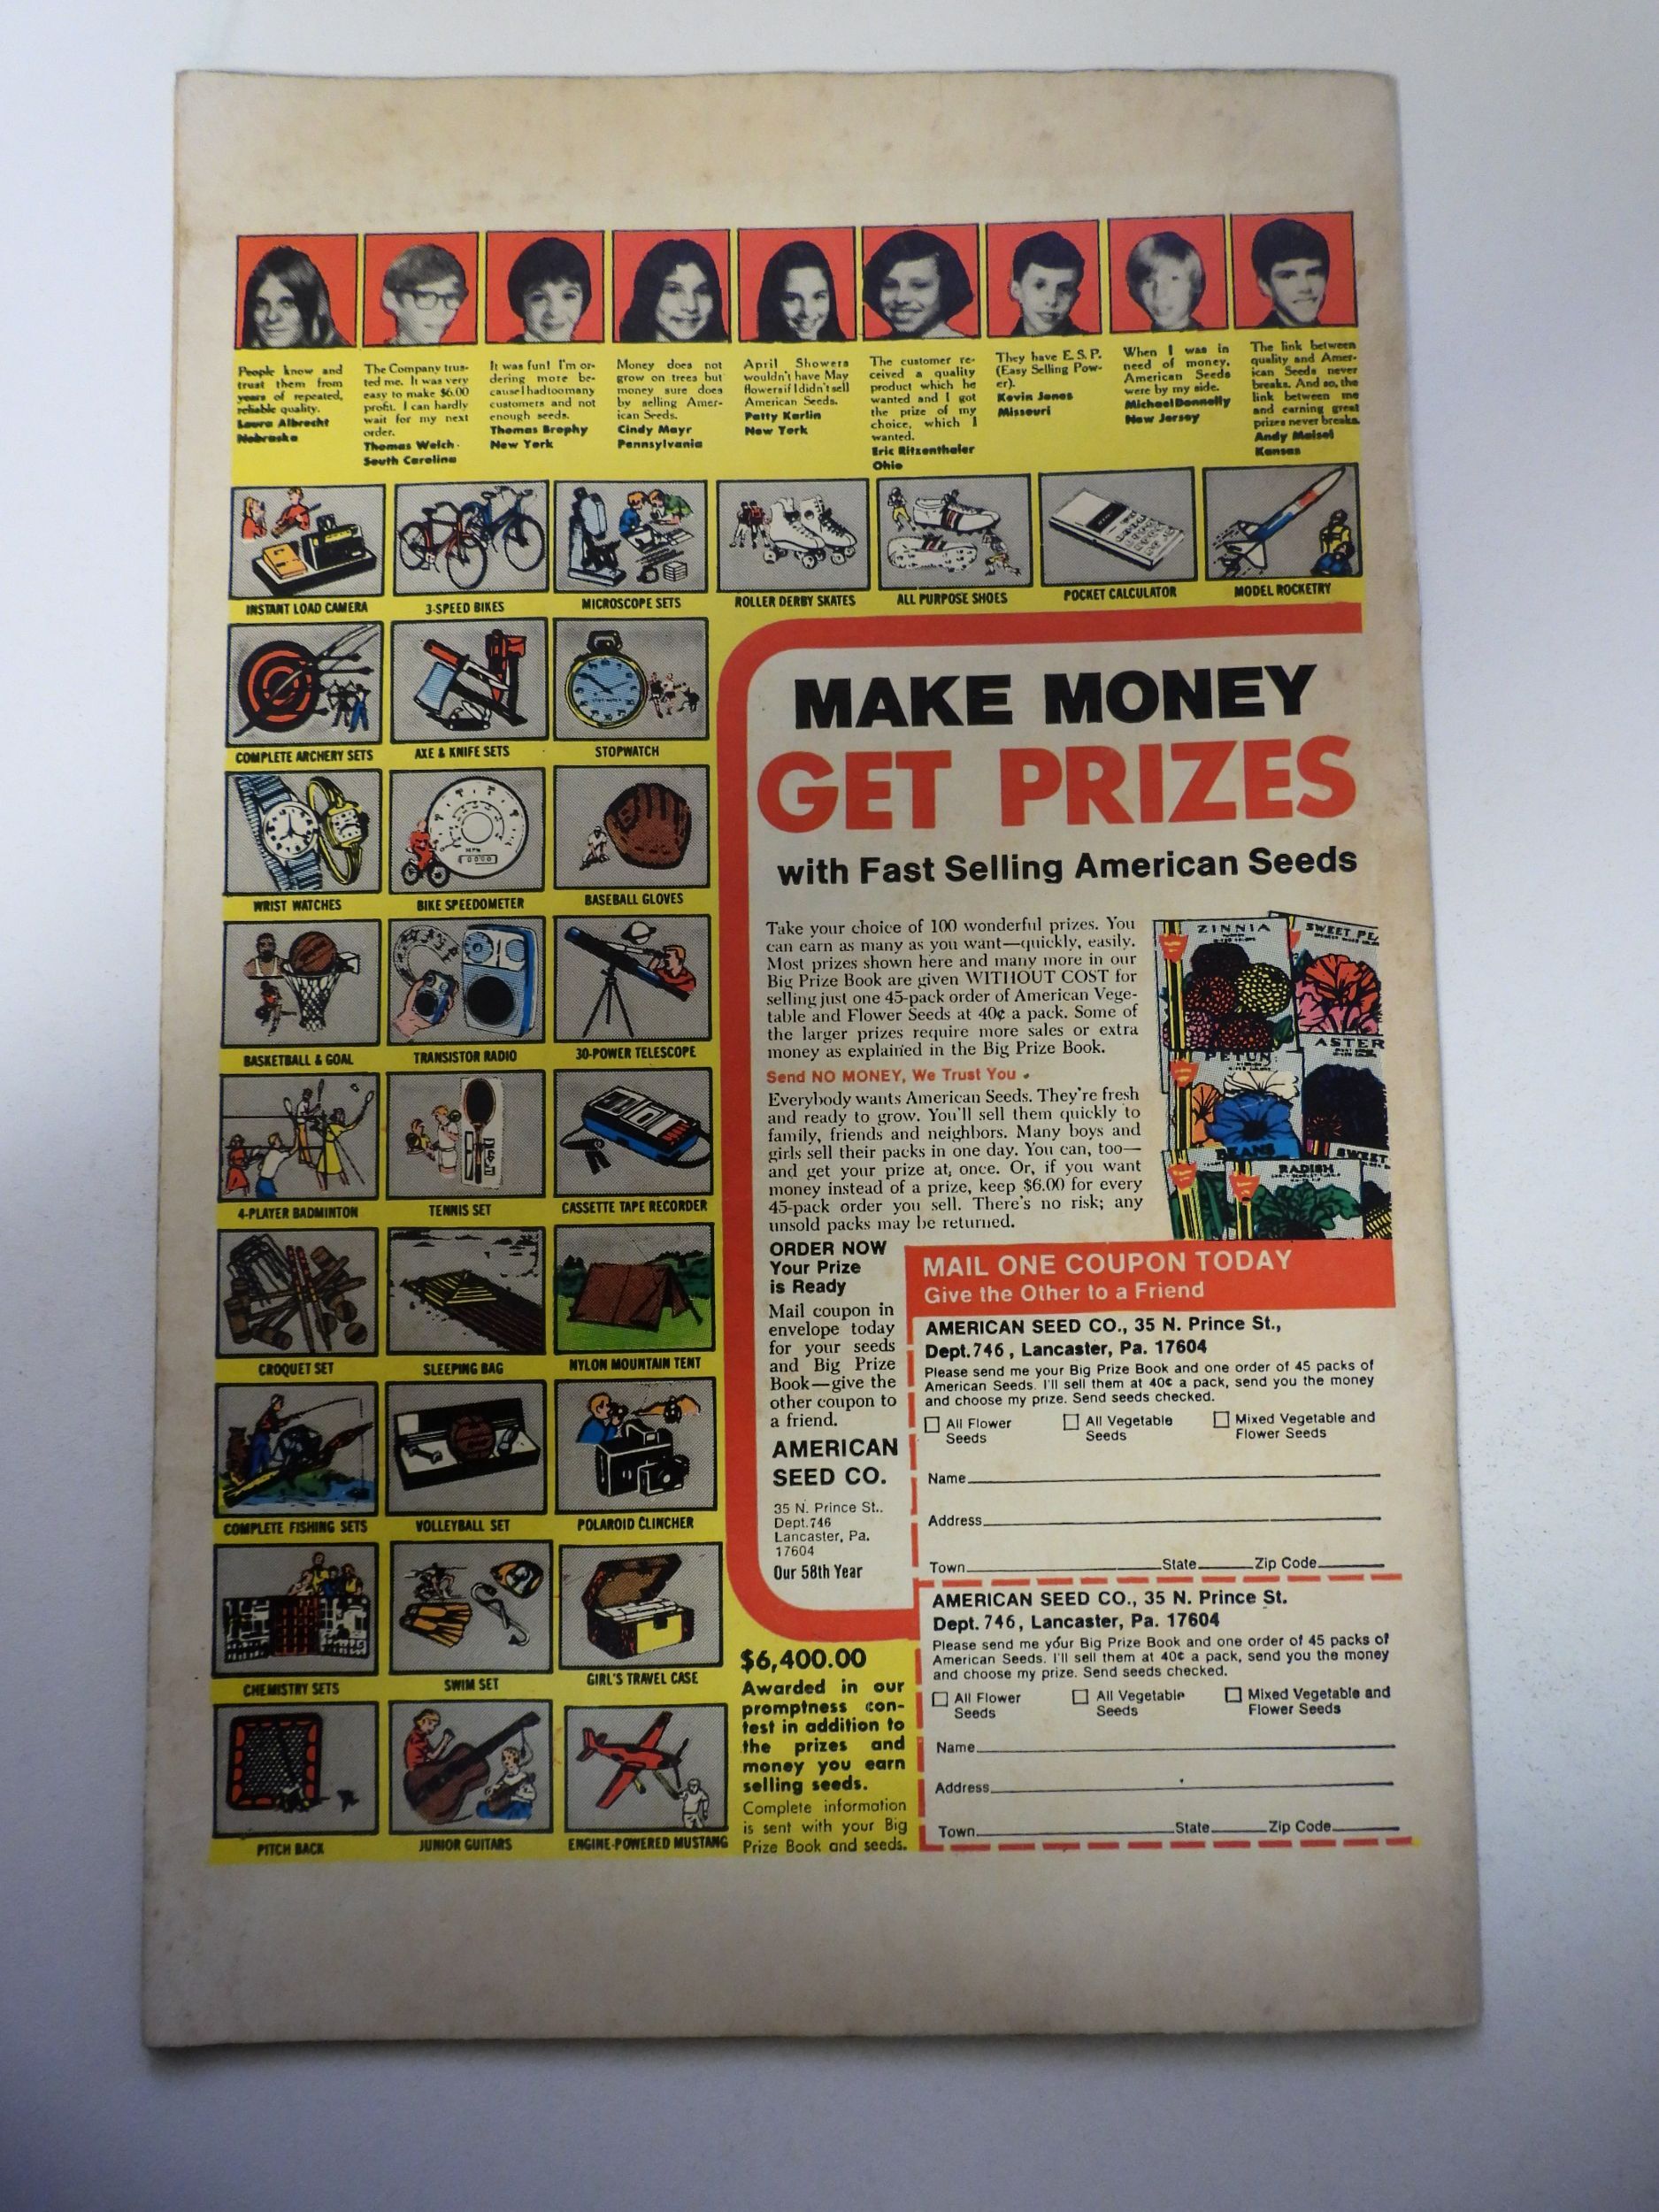 People know and
trust them from
years of repeated,
reliable quality.
Laura Albrecht
Nebraska
The Company trus-
ted me. It was very
easy to make $6.00
profit. I can hardly
wait for my next
order.
Thomas Welch
South Carolina
It was fun! I'm or-
dering more be-
cause I had too many
customers and not
enough seeds.
Thomas Brophy
New York
Money does not
grow on trees but
money sure does
by selling Amer-
ican Seeds.
Cindy Mayr
Pennsylvania
April Showers
wouldn't have May
flowers if I didn't sell
American Seeds.
Patty Karlin
New York
The customer re-
ceived a quality
product which he
wanted and I got
the prize of my
choice, which I
wanted.
Eric Ritzenthaler
Ohio
They have E.S.P.
(Easy Selling Pow-
er).
Kevin Jones
Missouri
When I was in
need of money,
American Seeds
were by my side.
Michael Donnelly
New Jersey
The link between
quality and Amer-
ican Seeds never
breaks. And so, the
link between me
and earning great
prizes never breaks.
Andy Maisel
Kansas
INSTANT LOAD CAMERA
3-SPEED BIKES
MICROSCOPE SETS
ROLLER DERBY SKATES
ALL PURPOSE SHOES
POCKET CALCULATOR
MODEL ROCKETRY
COMPLETE ARCHERY SETS
AXE & KNIFE SETS
STOPWATCH
WRIST WATCHES
BIKE SPEEDOMETER
BASEBALL GLOVES
BASKETBALL & GOAL
TRANSISTOR RADIO
30-POWER TELESCOPE
4-PLAYER BADMINTON
TENNIS SET
CASSETTE TAPE RECORDER
CROQUET SET
SLEEPING BAG
NYLON MOUNTAIN TENT
COMPLETE FISHING SETS
VOLLEYBALL SET
POLAROID CLINCHER
CHEMISTRY SETS
SWIM SET
GIRL'S TRAVEL CASE
PITCH BACK
JUNIOR GUITARS
ENGINE-POWERED MUSTANG
MAKE MONEY
GET PRIZES
with Fast Selling American Seeds
Take your choice of 100 wonderful prizes. You
can earn as many as you want—quickly, easily.
Most prizes shown here and many more in our
Big Prize Book are given WITHOUT COST for
selling just one 45-pack order of American Vege-
table and Flower Seeds at 40¢ a pack. Some of
the larger prizes require more sales or extra
money as explained in the Big Prize Book.
Send NO MONEY, We Trust You
Everybody wants American Seeds. They're fresh
and ready to grow. You'll sell them quickly to
family, friends and neighbors. Many boys and
girls sell their packs in one day. You can, too—
and get your prize at once. Or, if you want
money instead of a prize, keep $6.00 for every
45-pack order you sell. There's no risk; any
unsold packs may be returned.
ZINNIA
SWEET PE
ASTER
PETUN
BEANS
RADISH
SWEET
ORDER NOW
Your Prize
is Ready
Mail coupon in
envelope today
for your seeds
and Big Prize
Book—give the
other coupon to
a friend.
AMERICAN
SEED CO.
35 N. Prince St..
Dept.746
Lancaster, Pa.
17604
Our 58th Year
$6,400.00
Awarded in our
promptness con-
test in addition to
the prizes and
money you earn
selling seeds.
Complete information
is sent with your Big
Prize Book and seeds.
MAIL ONE COUPON TODAY
Give the Other to a Friend
AMERICAN SEED CO., 35 N. Prince St.,
Dept.746, Lancaster, Pa. 17604
Please send me your Big Prize Book and one order of 45 packs of
American Seeds. I'll sell them at 40¢ a pack, send you the money
and choose my prize. Send seeds checked.
All Flower Seeds
All Vegetable Seeds
Mixed Vegetable and Flower Seeds
Name
Address
Town State Zip Code
AMERICAN SEED CO., 35 N. Prince St.
Dept. 746, Lancaster, Pa. 17604
Please send me your Big Prize Book and one order of 45 packs of
American Seeds. I'll sell them at 40¢ a pack, send you the money
and choose my prize. Send seeds checked.
All Flower Seeds
All Vegetable Seeds
Mixed Vegetable and Flower Seeds
Name
Address
Town State Zip Code